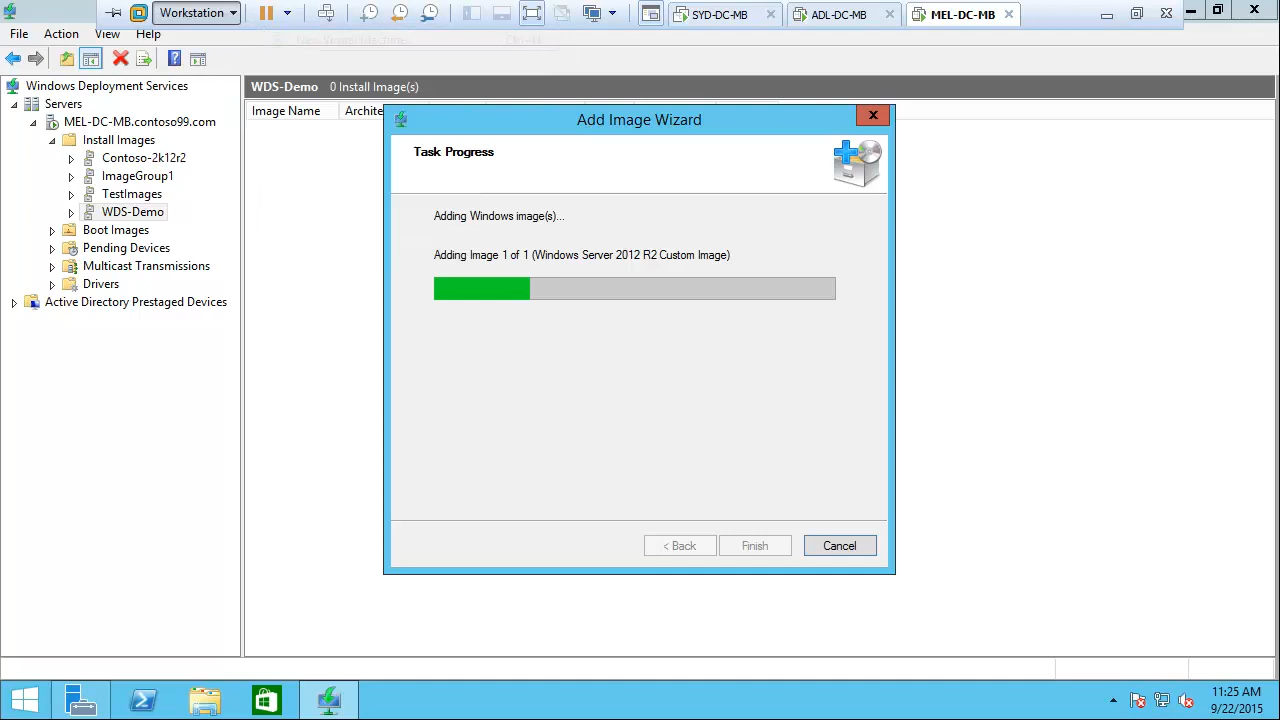 Workstation
SYD-DC-MB
ADL-DC-MB
MEL-DC-MB
File Action View Help
Windows Deployment Services
Servers
MEL-DC-MB.contoso99.com
Install Images
Contoso-2k12r2
ImageGroup1
TestImages
WDS-Demo
Boot Images
Pending Devices
Multicast Transmissions
Drivers
Active Directory Prestaged Devices
WDS-Demo 0 Install Image(s)
Image Name Archite
Add Image Wizard
Task Progress
Adding Windows image(s)...
Adding Image 1 of 1 (Windows Server 2012 R2 Custom Image)
< Back Finish Cancel
11:25 AM
9/22/2015